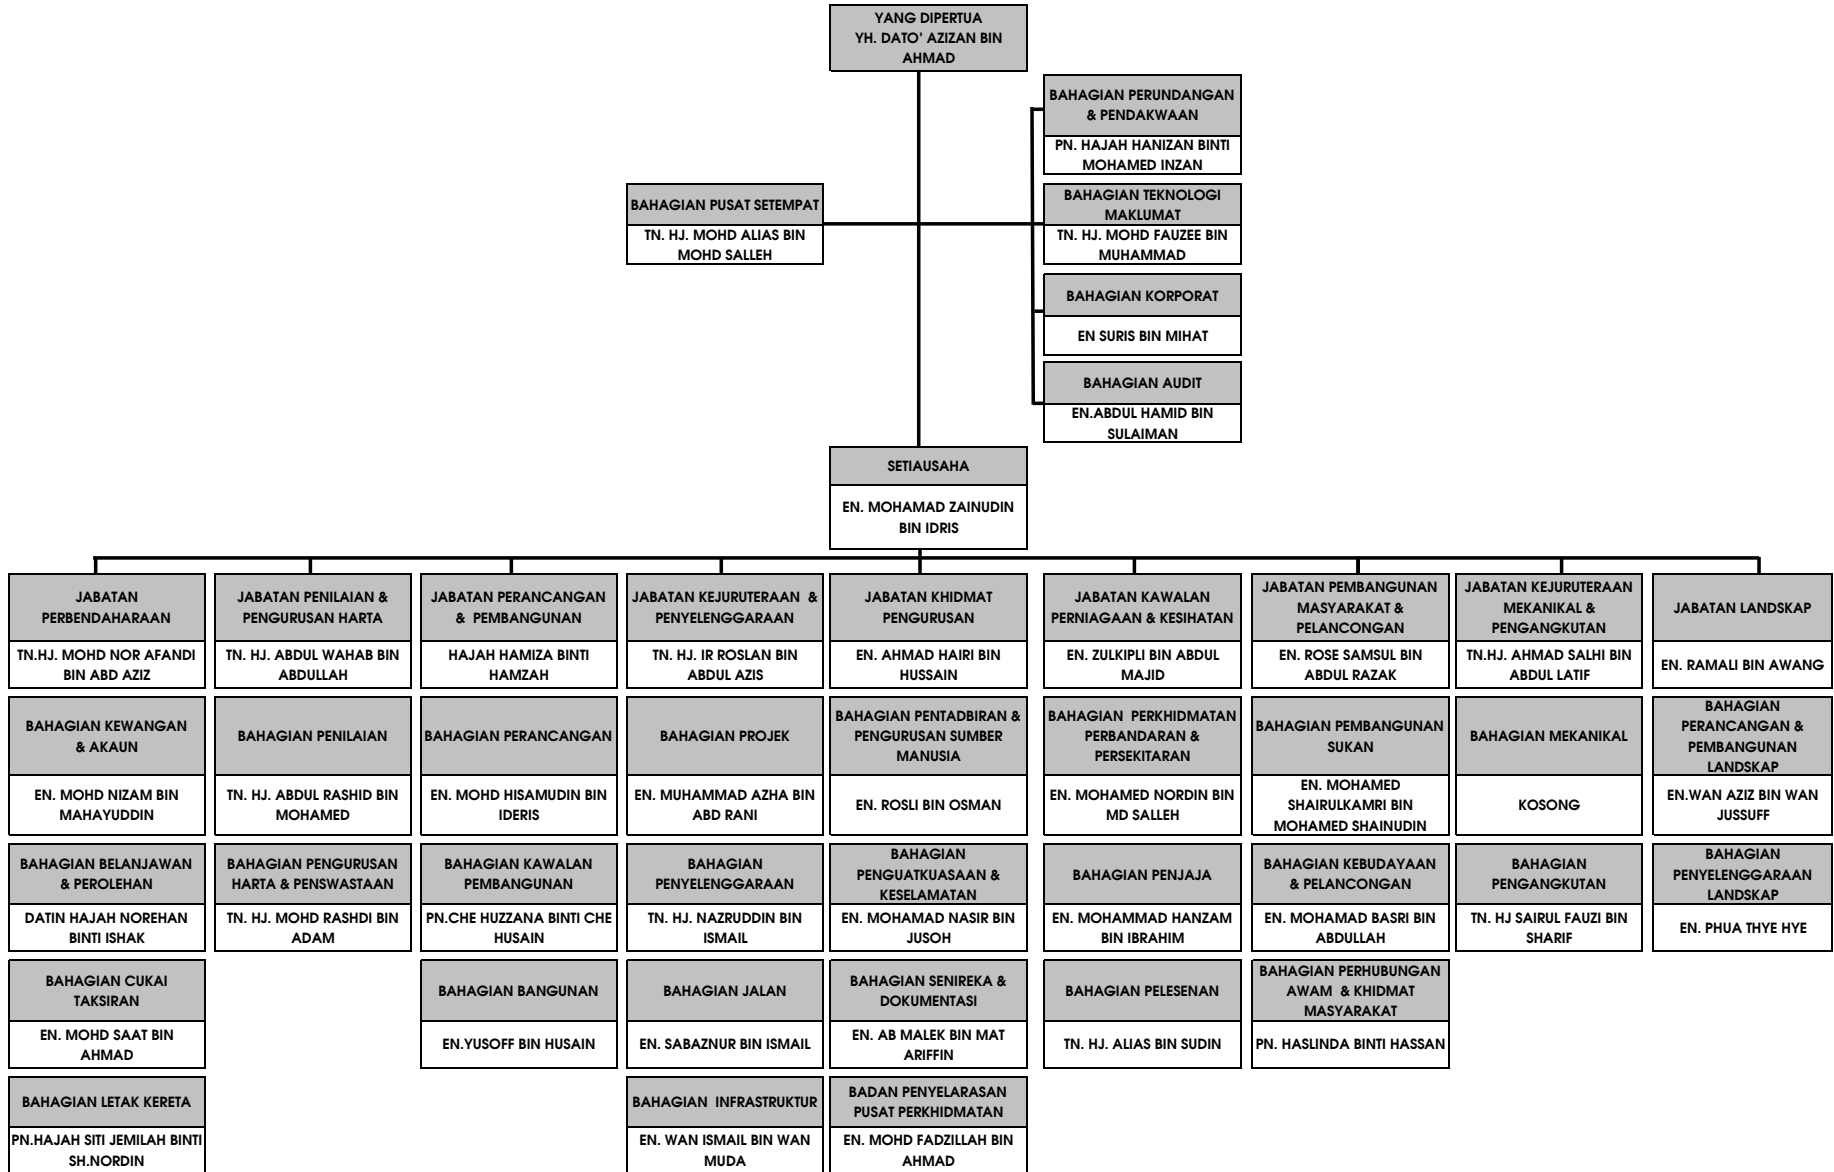 YANG DIPERTUA
YH. DATO' AZIZAN BIN
AHMAD
BAHAGIAN PERUNDANGAN
& PENDAKWAAN
PN. HAJAH HANIZAN BINTI
MOHAMED INZAN
BAHAGIAN PUSAT SETEMPAT
TN. HJ. MOHD ALIAS BIN
MOHD SALLEH
BAHAGIAN TEKNOLOGI
MAKLUMAT
TN. HJ. MOHD FAUZEE BIN
MUHAMMAD
BAHAGIAN KORPORAT
EN SURIS BIN MIHAT
BAHAGIAN AUDIT
EN.ABDUL HAMID BIN
SULAIMAN
SETIAUSAHA
EN. MOHAMAD ZAINUDIN
BIN IDRIS
JABATAN
PERBENDAHARAAN
TN.HJ. MOHD NOR AFANDI
BIN ABD AZIZ
BAHAGIAN KEWANGAN
& AKAUN
EN. MOHD NIZAM BIN
MAHAYUDDIN
BAHAGIAN BELANJAWAN
& PEROLEHAN
DATIN HAJAH NOREHAN
BINTI ISHAK
BAHAGIAN CUKAI
TAKSIRAN
EN. MOHD SAAT BIN
AHMAD
BAHAGIAN LETAK KERETA
PN.HAJAH SITI JEMILAH BINTI
SH.NORDIN
JABATAN PENILAIAN &
PENGURUSAN HARTA
TN. HJ. ABDUL WAHAB BIN
ABDULLAH
BAHAGIAN PENILAIAN
TN. HJ. ABDUL RASHID BIN
MOHAMED
BAHAGIAN PENGURUSAN
HARTA & PENSWASTAAN
TN. HJ. MOHD RASHDI BIN
ADAM
JABATAN PERANCANGAN
& PEMBANGUNAN
HAJAH HAMIZA BINTI
HAMZAH
BAHAGIAN PERANCANGAN
EN. MOHD HISAMUDIN BIN
IDERIS
BAHAGIAN KAWALAN
PEMBANGUNAN
PN.CHE HUZZANA BINTI CHE
HUSAIN
BAHAGIAN BANGUNAN
EN.YUSOFF BIN HUSAIN
JABATAN KEJURUTERAAN &
PENYELENGGARAAN
TN. HJ. IR ROSLAN BIN
ABDUL AZIS
BAHAGIAN PROJEK
EN. MUHAMMAD AZHA BIN
ABD RANI
BAHAGIAN
PENYELENGGARAAN
TN. HJ. NAZRUDDIN BIN
ISMAIL
BAHAGIAN JALAN
EN. SABAZNUR BIN ISMAIL
BAHAGIAN INFRASTRUKTUR
EN. WAN ISMAIL BIN WAN
MUDA
JABATAN KHIDMAT
PENGURUSAN
EN. AHMAD HAIRI BIN
HUSSAIN
BAHAGIAN PENTADBIRAN &
PENGURUSAN SUMBER
MANUSIA
EN. ROSLI BIN OSMAN
BAHAGIAN
PENGUATKUASAAN &
KESELAMATAN
EN. MOHAMAD NASIR BIN
JUSOH
BAHAGIAN SENIREKA &
DOKUMENTASI
EN. AB MALEK BIN MAT
ARIFFIN
BADAN PENYELARASAN
PUSAT PERKHIDMATAN
EN. MOHD FADZILLAH BIN
AHMAD
JABATAN KAWALAN
PERNIAGAAN & KESIHATAN
EN. ZULKIPLI BIN ABDUL
MAJID
BAHAGIAN PERKHIDMATAN
PERBANDARAN &
PERSEKITARAN
EN. MOHAMED NORDIN BIN
MD SALLEH
BAHAGIAN PENJAJA
EN. MOHAMMAD HANZAM
BIN IBRAHIM
BAHAGIAN PELESENAN
TN. HJ. ALIAS BIN SUDIN
JABATAN PEMBANGUNAN
MASYARAKAT &
PELANCONGAN
EN. ROSE SAMSUL BIN
ABDUL RAZAK
BAHAGIAN PEMBANGUNAN
SUKAN
EN. MOHAMED
SHAIRULKAMRI BIN
MOHAMED SHAINUDIN
BAHAGIAN KEBUDAYAAN
& PELANCONGAN
EN. MOHAMAD BASRI BIN
ABDULLAH
BAHAGIAN PERHUBUNGAN
AWAM & KHIDMAT
MASYARAKAT
PN. HASLINDA BINTI HASSAN
JABATAN KEJURUTERAAN
MEKANIKAL &
PENGANGKUTAN
TN.HJ. AHMAD SALHI BIN
ABDUL LATIF
BAHAGIAN MEKANIKAL
KOSONG
BAHAGIAN
PENGANGKUTAN
TN. HJ SAIRUL FAUZI BIN
SHARIF
JABATAN LANDSKAP
EN. RAMALI BIN AWANG
BAHAGIAN
PERANCANGAN &
PEMBANGUNAN
LANDSKAP
EN.WAN AZIZ BIN WAN
JUSSUFF
BAHAGIAN
PENYELENGGARAAN
LANDSKAP
EN. PHUA THYE HYE